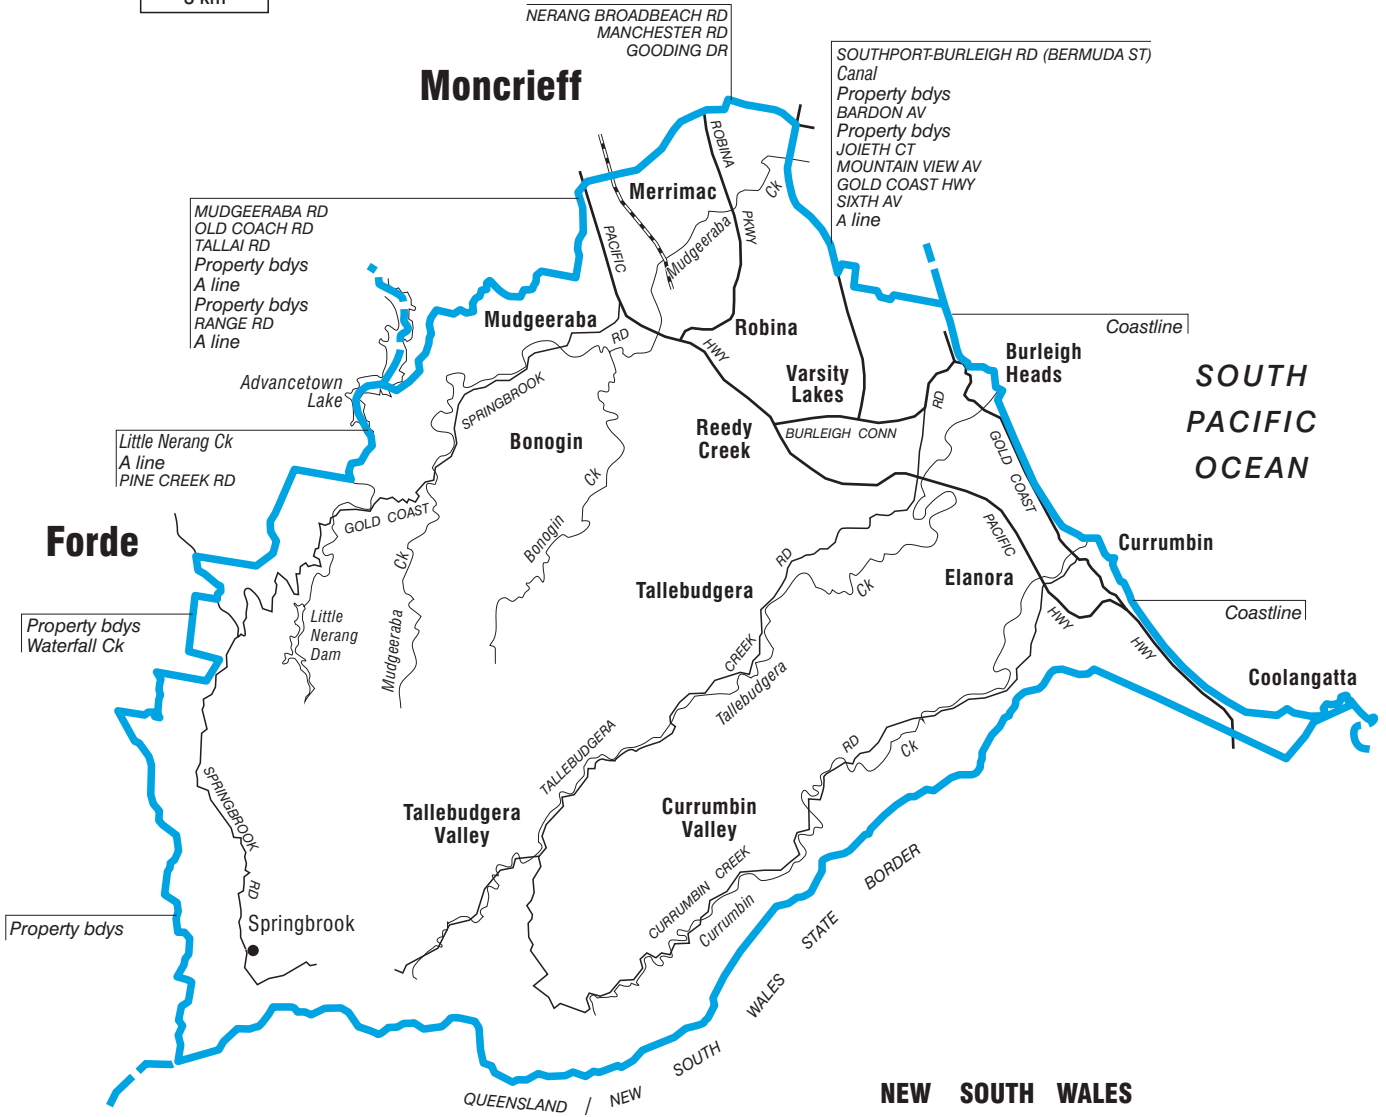 5 km
NERANG BROADBEACH RD
MANCHESTER RD
GOODING DR
SOUTHPORT-BURLEIGH RD (BERMUDA ST)
Canal
Property bdys
BARDON AV
Property bdys
JOIETH CT
MOUNTAIN VIEW AV
GOLD COAST HWY
SIXTH AV
A line
Moncrieff
MUDGEERABA RD
OLD COACH RD
TALLAI RD
Property bdys
A line
Property bdys
RANGE RD
A line
Merrimac
ROBINA
PKWY
Mudgeeraba
Ck
PACIFIC
HWY
Mudgeeraba
RD
Robina
Coastline
Burleigh
Heads
SOUTH
PACIFIC
OCEAN
Advancetown
Lake
SPRINGBROOK
Varsity
Lakes
RD
BURLEIGH CONN
Reedy
Creek
Bonogin
Little Nerang Ck
A line
PINE CREEK RD
GOLD COAST
GOLD COAST
Ck
Bonogin
Forde
PACIFIC
HWY
Currumbin
Elanora
Ck
Mudgeeraba
Tallebudgera
RD
Ck
Little
Nerang
Dam
Property bdys
Waterfall Ck
Coastline
HWY
CREEK
Tallebudgera
Coolangatta
TALLEBUDGERA
RD
Ck
SPRINGBROOK
RD
Tallebudgera
Valley
Currumbin
Valley
CURRUMBIN CREEK
Currumbin
Property bdys
Springbrook
QUEENSLAND / NEW SOUTH WALES STATE BORDER
NEW SOUTH WALES